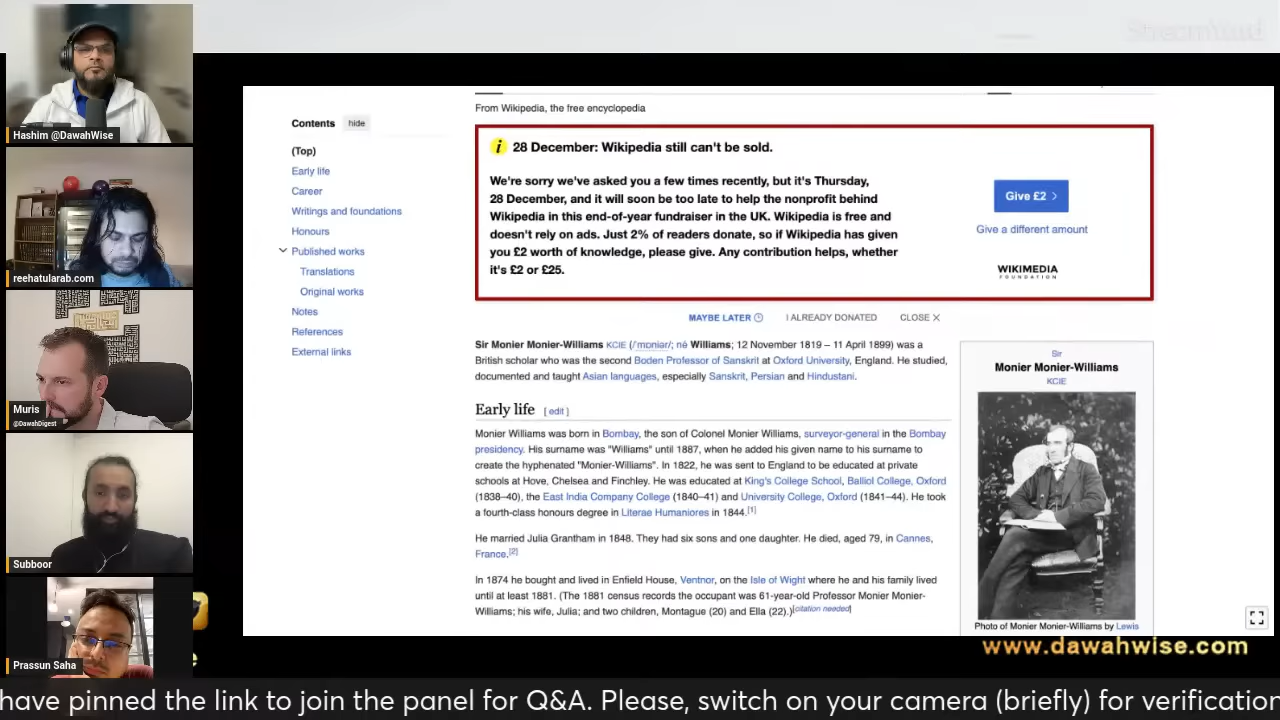 StreamYard
Hashim @DawahWise
reehatularab.com
Muris
@DawahDigest
Subboor
Prassun Saha
Contents hide
(Top)
Early life
Career
Writings and foundations
Honours
Published works
Translations
Original works
Notes
References
External links
From Wikipedia, the free encyclopedia
28 December: Wikipedia still can't be sold.
We're sorry we've asked you a few times recently, but it's Thursday,
28 December, and it will soon be too late to help the nonprofit behind
Wikipedia in this end-of-year fundraiser in the UK. Wikipedia is free and
doesn't rely on ads. Just 2% of readers donate, so if Wikipedia has given
you £2 worth of knowledge, please give. Any contribution helps, whether
it's £2 or £25.
Give £2
Give a different amount
WIKIMEDIA
FOUNDATION
MAYBE LATER I ALREADY DONATED CLOSE X
Sir Monier Monier-Williams KCIE (/ˈmɒniər/; né Williams; 12 November 1819 – 11 April 1899) was a
British scholar who was the second Boden Professor of Sanskrit at Oxford University, England. He studied,
documented and taught Asian languages, especially Sanskrit, Persian and Hindustani.
Early life [ edit ]
Monier Williams was born in Bombay, the son of Colonel Monier Williams, surveyor-general in the Bombay
presidency. His surname was "Williams" until 1887, when he added his given name to his surname to
create the hyphenated "Monier-Williams". In 1822, he was sent to England to be educated at private
schools at Hove, Chelsea and Finchley. He was educated at King's College School, Balliol College, Oxford
(1838–40), the East India Company College (1840–41) and University College, Oxford (1841–44). He took
a fourth-class honours degree in Literae Humaniores in 1844.[1]
He married Julia Grantham in 1848. They had six sons and one daughter. He died, aged 79, in Cannes,
France.[2]
In 1874 he bought and lived in Enfield House, Ventnor, on the Isle of Wight where he and his family lived
until at least 1881. (The 1881 census records the occupant was 61-year-old Professor Monier Monier-
Williams; his wife, Julia; and two children, Montague (20) and Ella (22).)[citation needed]
Sir
Monier Monier-Williams
KCIE
Photo of Monier Monier-Williams by Lewis
www.dawahwise.com
have pinned the link to join the panel for Q&A. Please, switch on your camera (briefly) for verification